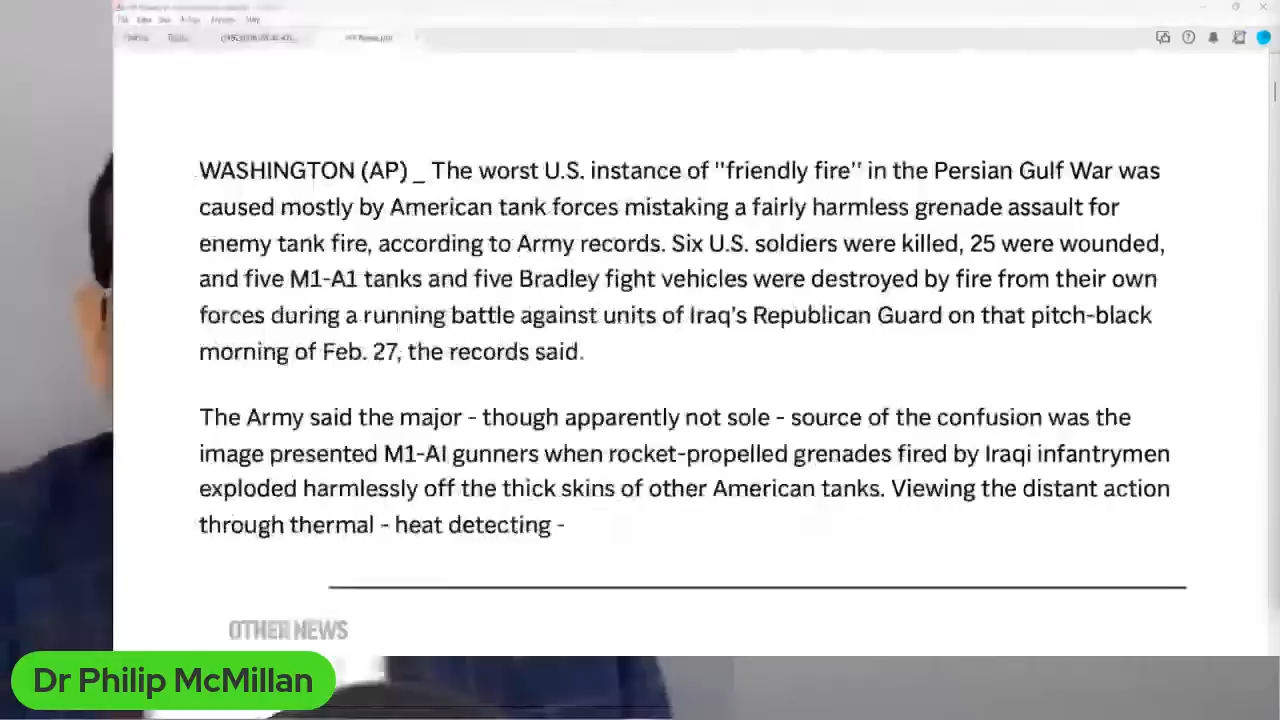 WASHINGTON (AP) _ The worst U.S. instance of "friendly fire" in the Persian Gulf War was
caused mostly by American tank forces mistaking a fairly harmless grenade assault for
enemy tank fire, according to Army records. Six U.S. soldiers were killed, 25 were wounded,
and five M1-A1 tanks and five Bradley fight vehicles were destroyed by fire from their own
forces during a running battle against units of Iraq's Republican Guard on that pitch-black
morning of Feb. 27, the records said.
The Army said the major - though apparently not sole - source of the confusion was the
image presented M1-AI gunners when rocket-propelled grenades fired by Iraqi infantrymen
exploded harmlessly off the thick skins of other American tanks. Viewing the distant action
through thermal - heat detecting -
OTHER NEWS
Dr Philip McMillan